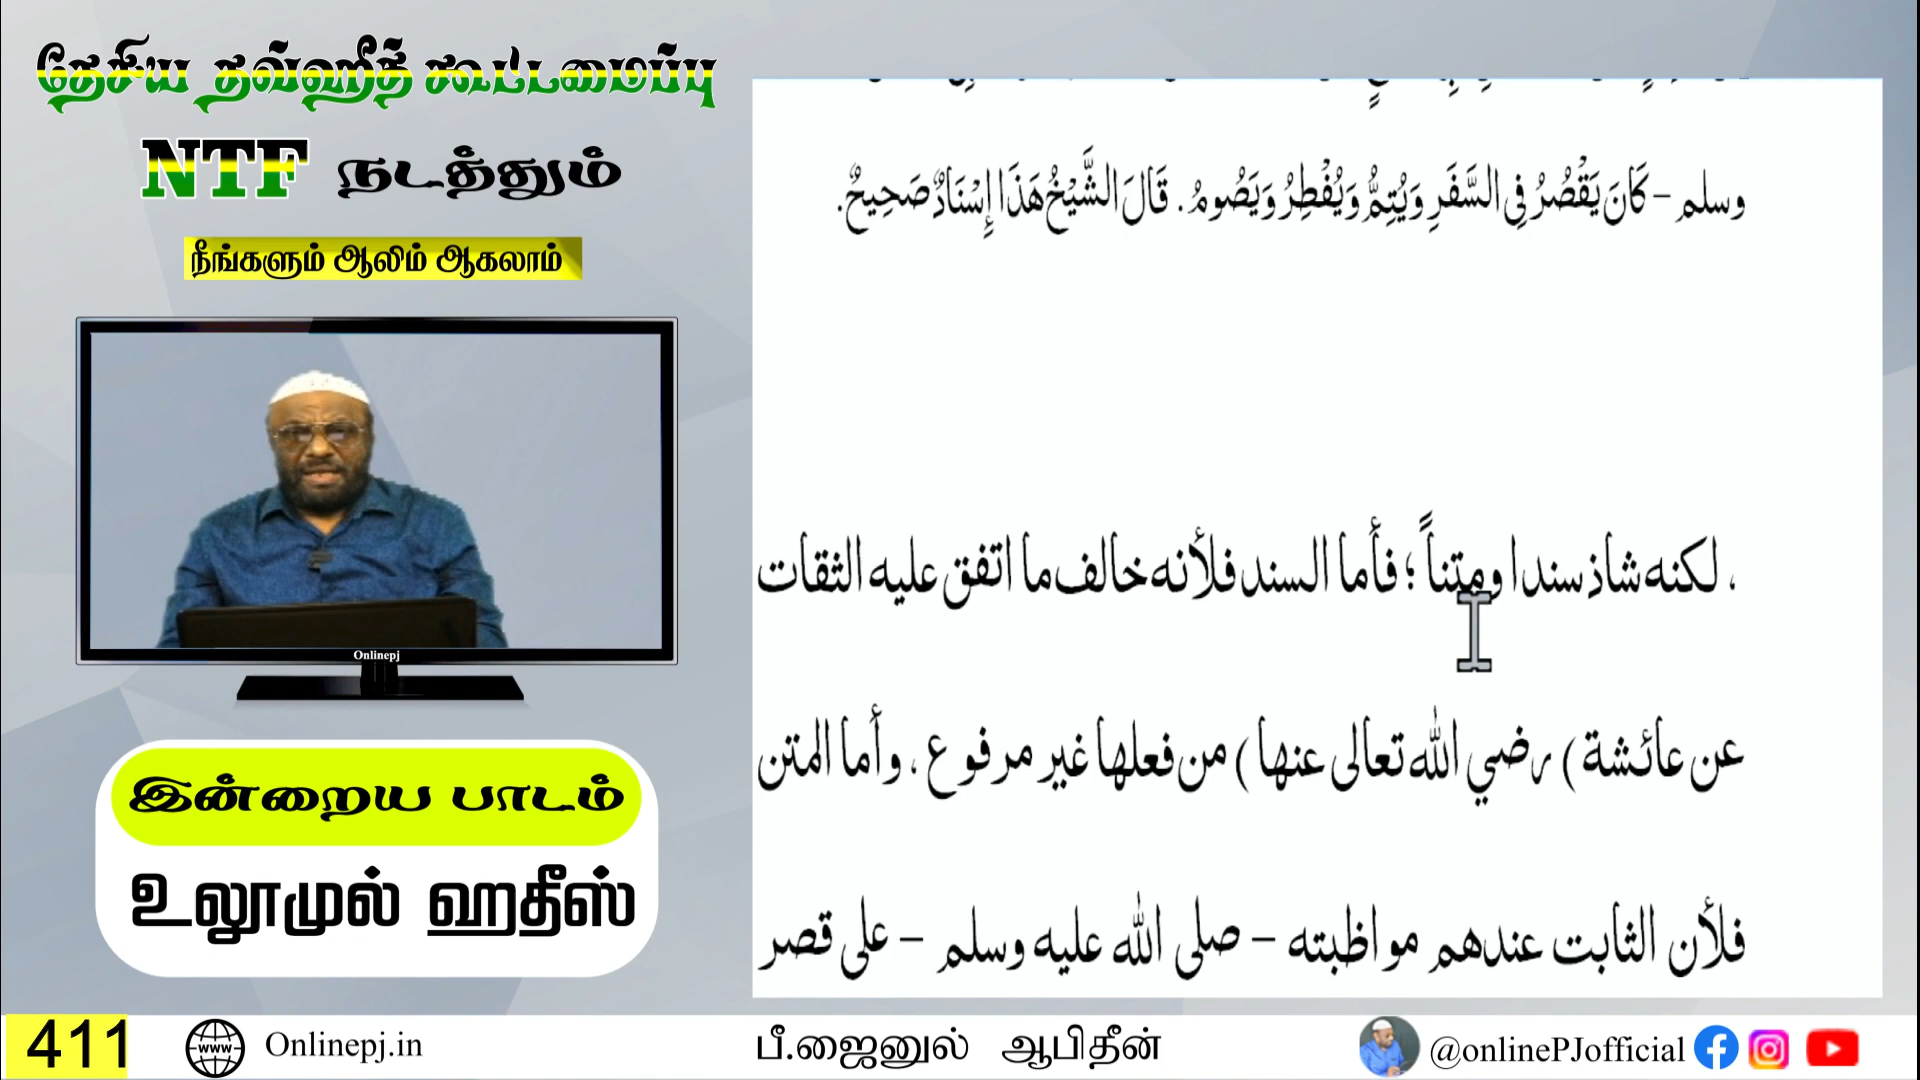 தேசிய தவ்ஹீத் கூட்டமைப்பு
NTF நடத்தும்
நீங்களும் ஆலிம் ஆகலாம்
Onlinepj
இன்றைய பாடம்
உலூமுல் ஹதீஸ்
وسلم – كَانَ يَقْصُرُ فِى السَّفَرِ وَيُتِمُّ وَيُفْطِرُ وَيَصُومُ. قَالَ الشَّيْخُ هَذَا إِسْنَادٌ صَحِيحٌ.
، لكنه شاذ سندا ومتناً ؛ فأما السند فلأنه خالف ما اتفق عليه الثقات
عن عائشة ) رضي الله تعالى عنها ) من فعلها غير مرفوع ، وأما المتن
فلأن الثابت عندهم مواظبته – صلى الله عليه وسلم – على قصر
411
www
Onlinepj.in
பீ.ஜைனுல் ஆபிதீன்
@onlinePJofficial